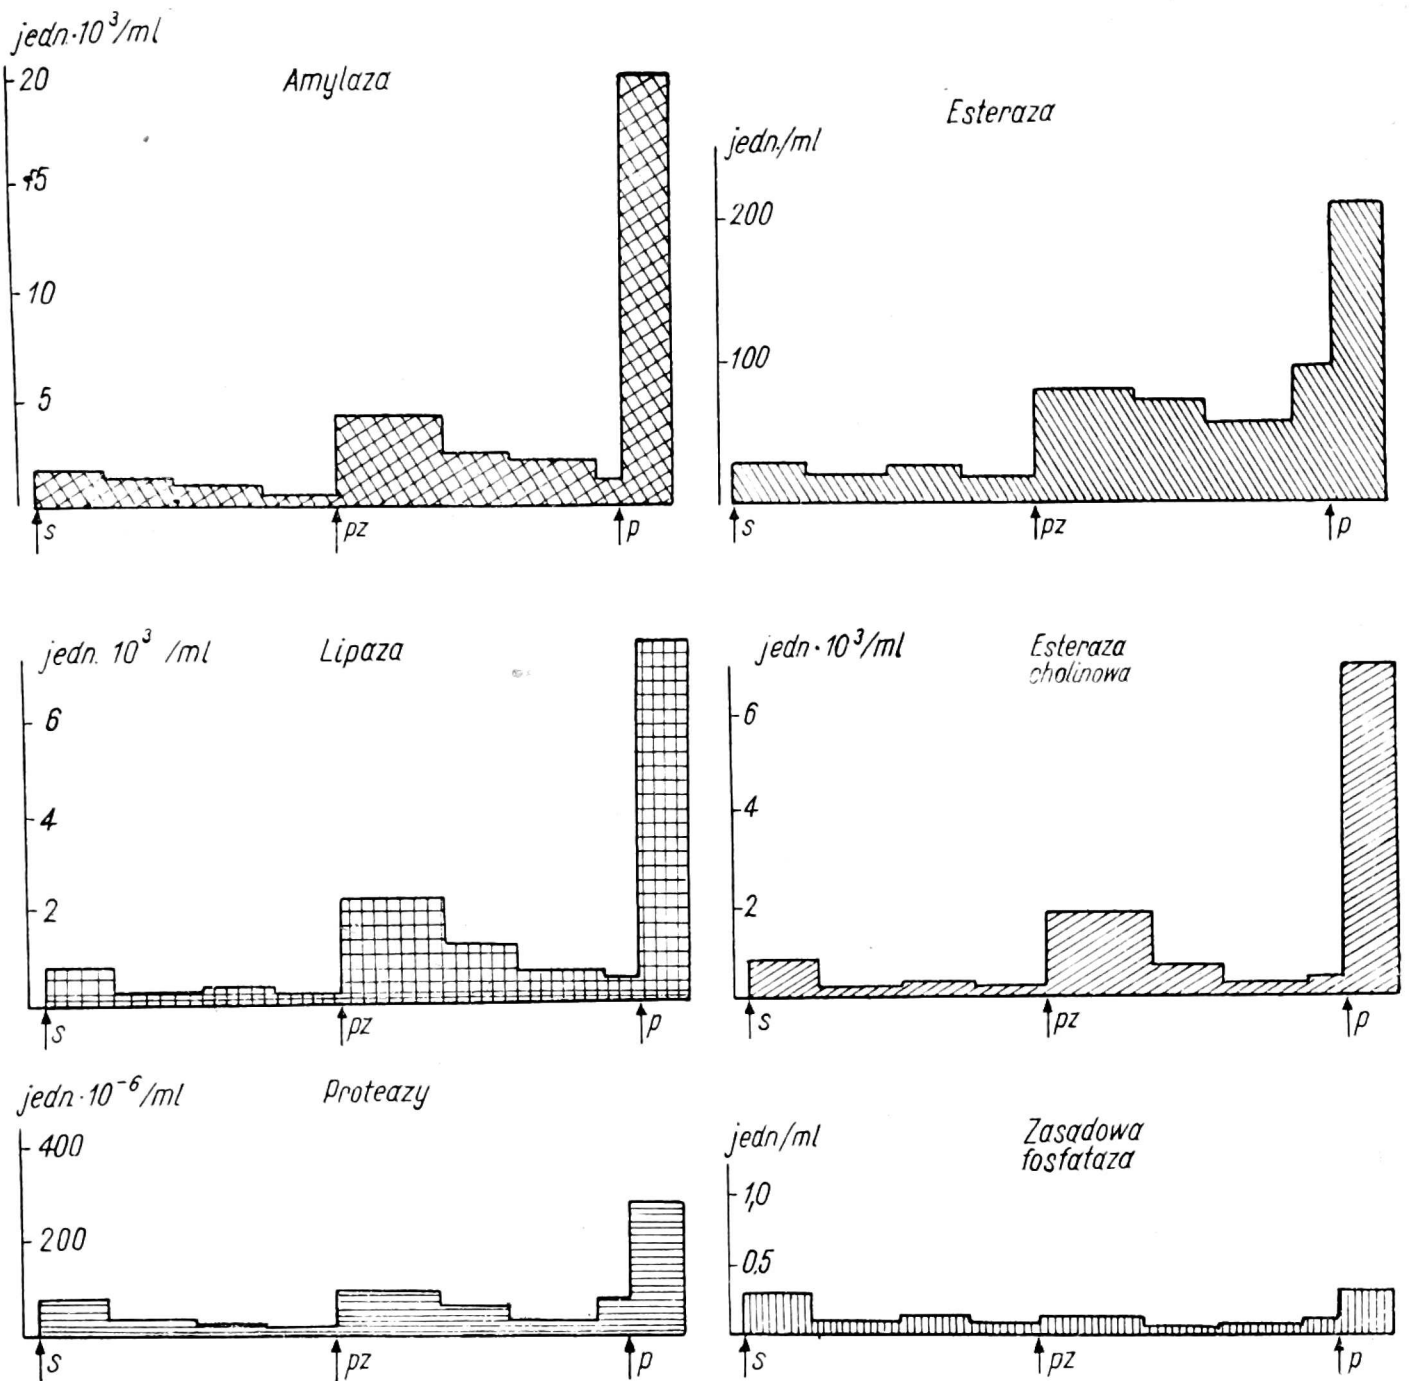 jedn.·10³/ml
Amylaza
20
15
10
5
s
pz
p
Esteraza
jedn./ml
200
100
s
pz
p
jedn. 10³ /ml
Lipaza
6
4
2
s
pz
p
jedn·10³/ml
Esteraza
cholinowa
6
4
2
s
pz
p
jedn·10⁻⁶/ml
Proteazy
400
200
s
pz
p
jedn/ml
Zasadowa
fosfataza
1,0
0,5
s
pz
p